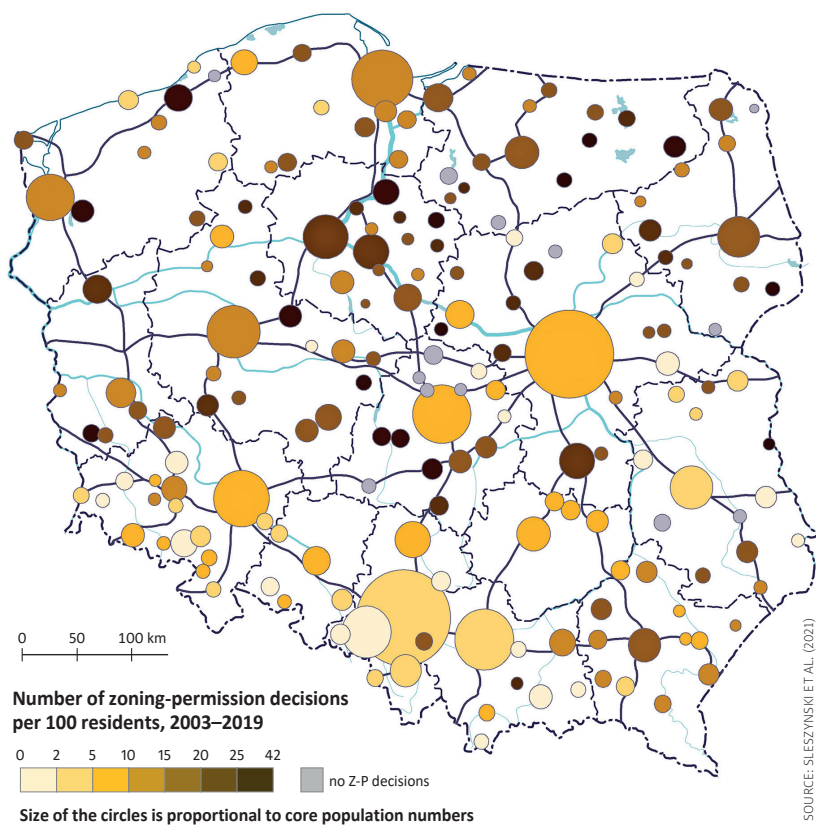 0 50 100 km
Number of zoning-permission decisions
per 100 residents, 2003–2019
0 2 5 10 15 20 25 42
no Z-P decisions
Size of the circles is proportional to core population numbers
SOURCE: SLESZYNSKI ET AL. (2021)